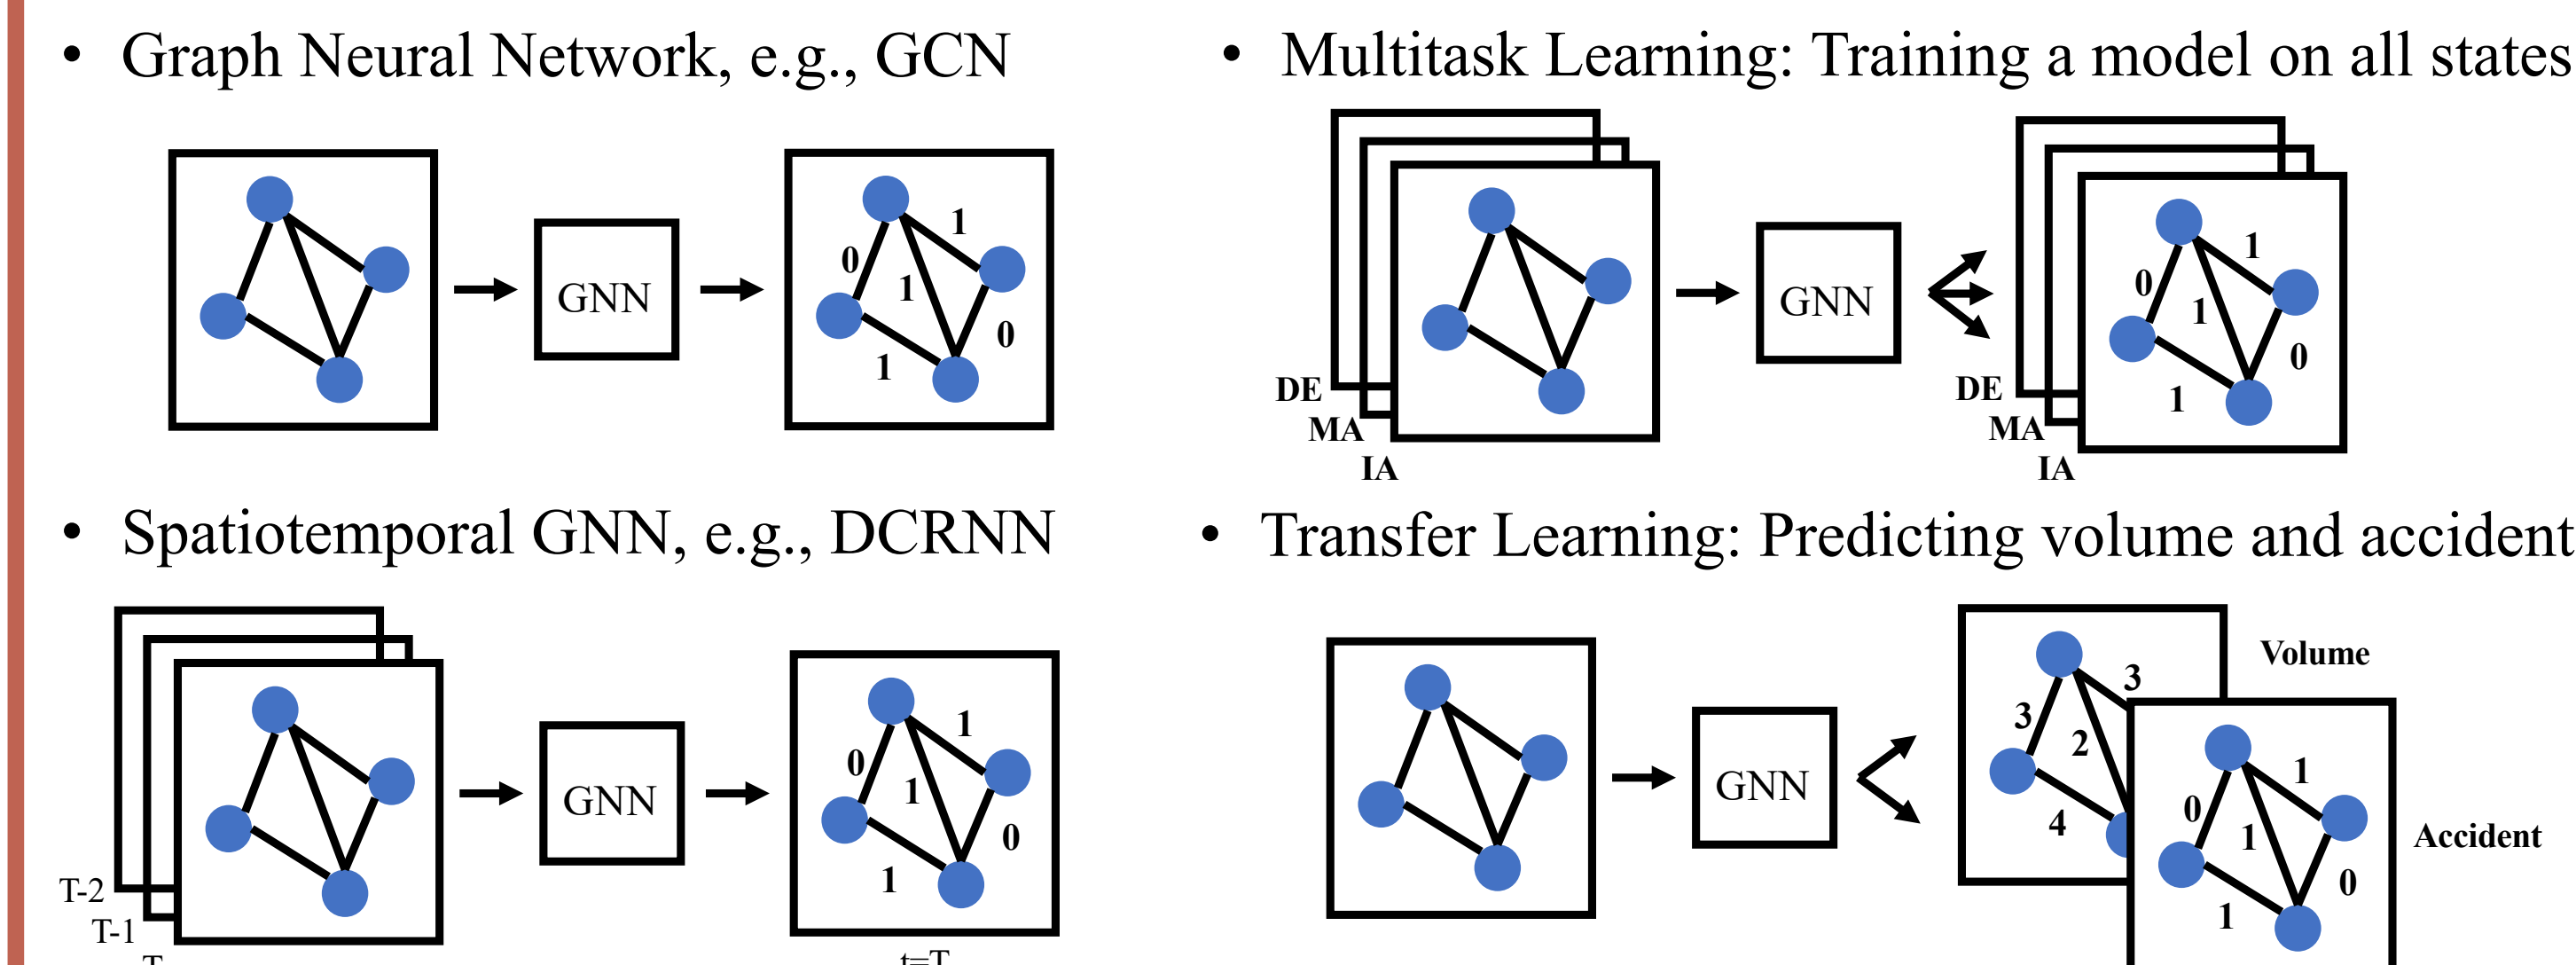 • Graph Neural Network, e.g., GCN
GNN
0
1
1
0
1
• Multitask Learning: Training a model on all states
DE
MA
IA
GNN
DE
MA
IA
0
1
1
0
1
• Spatiotemporal GNN, e.g., DCRNN
T-2
T-1
T
GNN
0
1
1
0
1
t=T
• Transfer Learning: Predicting volume and accident
GNN
3
3
2
4
Volume
0
1
1
0
1
Accident